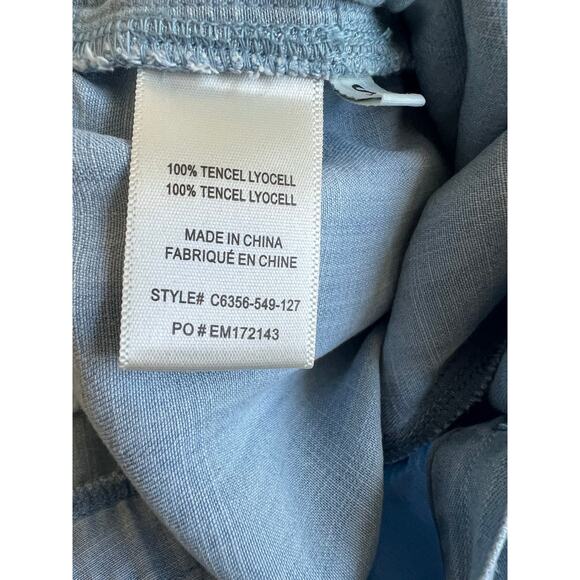 100% TENCEL LYOCELL
100% TENCEL LYOCELL
MADE IN CHINA
FABRIQUÉ EN CHINE
STYLE# C6356-549-127
PO # EM172143